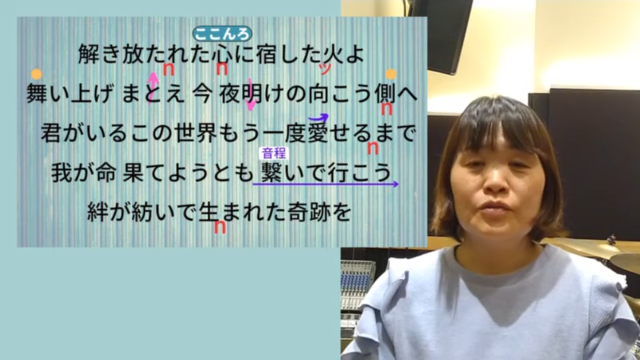 ここんろ
解き放たれた心に宿した火よ
n n ッ
舞い上げ まとえ 今 夜明けの向こう側へ
n
君がいるこの世界もう一度愛せるまで
n
音程
我が命 果てようとも 繋いで行こう
絆が紡いで生まれた奇跡を
n